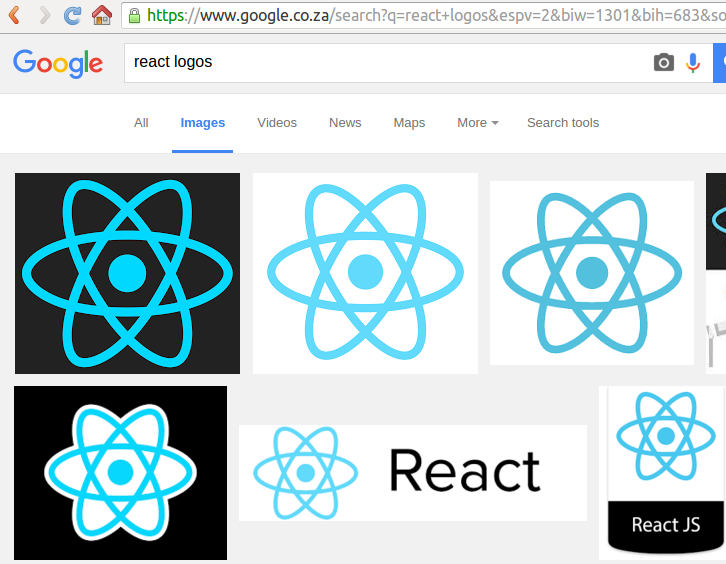 https://www.google.co.za/search?q=react+logos&espv=2&biw=1301&bih=683&so
Google
react logos
All Images Videos News Maps More Search tools
React
React JS